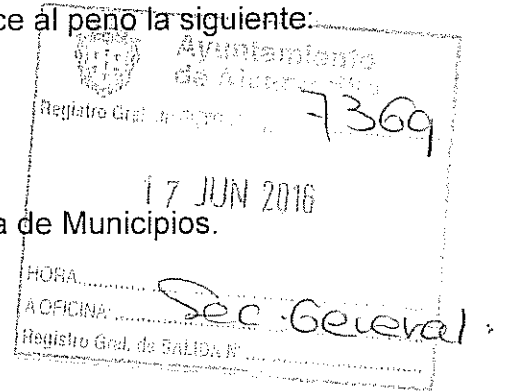 ce al peno la siguiente:
Ayuntamiento
de
Registro Gral.
7369
17 JUN 2016
a de Municipios.
HORA
A OFICINA: Sec. General.
Registro Gral. de SALIDA Nº